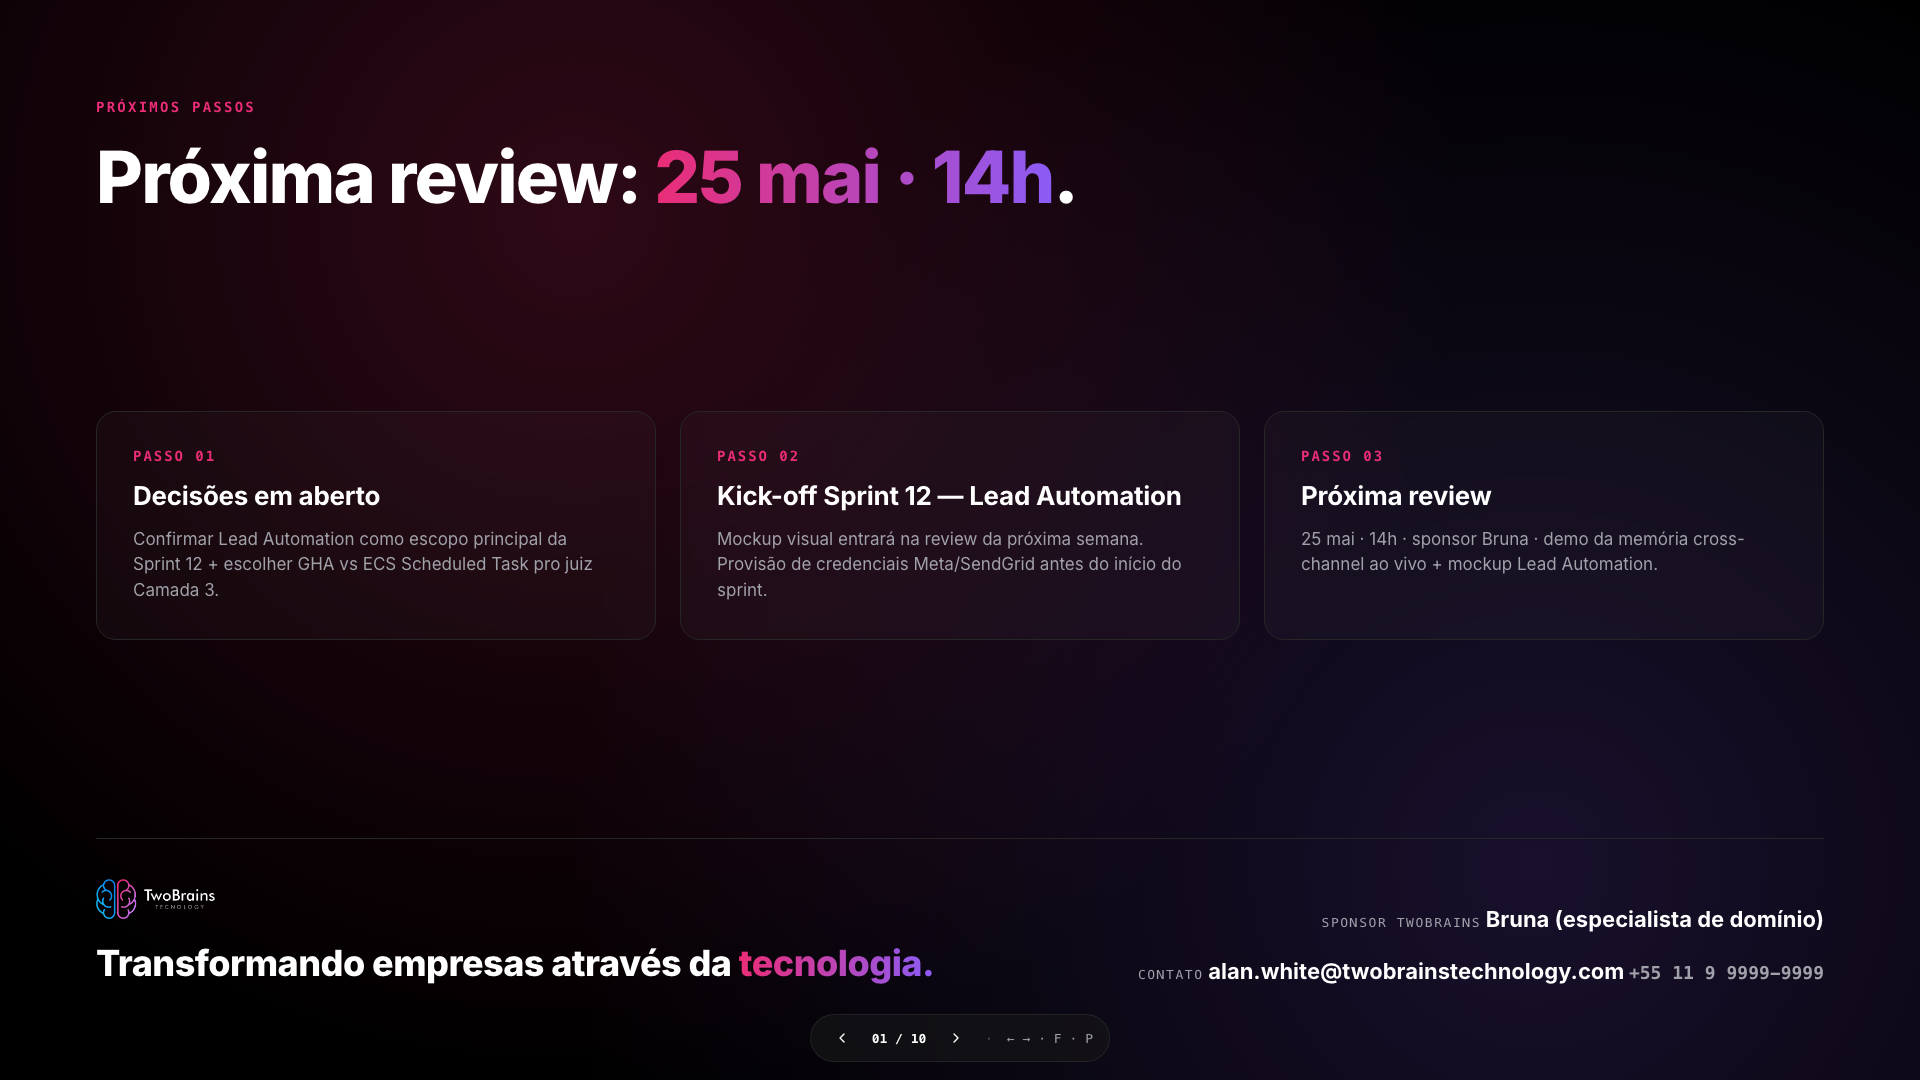 PRÓXIMOS PASSOS
Próxima review: 25 mai · 14h.
PASSO 01
Decisões em aberto
Confirmar Lead Automation como escopo principal da
Sprint 12 + escolher GHA vs ECS Scheduled Task pro juiz
Camada 3.
PASSO 02
Kick-off Sprint 12 — Lead Automation
Mockup visual entrará na review da próxima semana.
Provisão de credenciais Meta/SendGrid antes do início do
sprint.
PASSO 03
Próxima review
25 mai · 14h · sponsor Bruna · demo da memória cross-
channel ao vivo + mockup Lead Automation.
TwoBrains
TECNOLOGY
Transformando empresas através da tecnologia.
SPONSOR TWOBRAINS Bruna (especialista de domínio)
CONTATO alan.white@twobrainstechnology.com +55 11 9 9999-9999
01 / 10 · ← → · F · P